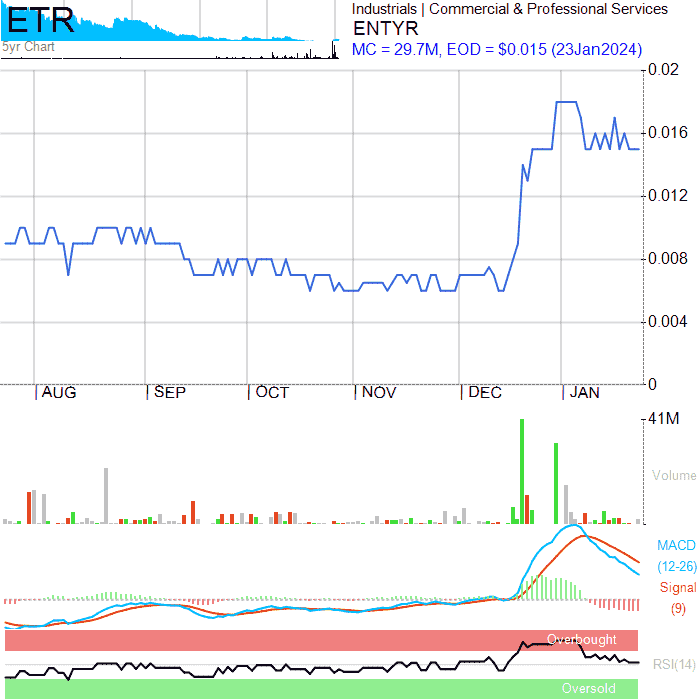 ETR
5yr Chart
Industrials | Commercial & Professional Services
ENTYR
MC = 29.7M, EOD = $0.015 (23Jan2024)
0.02
0.016
0.012
0.008
0.004
0
AUG SEP OCT NOV DEC JAN
41M
Volume
MACD
(12-26)
Signal
(9)
Overbought
RSI(14)
Oversold